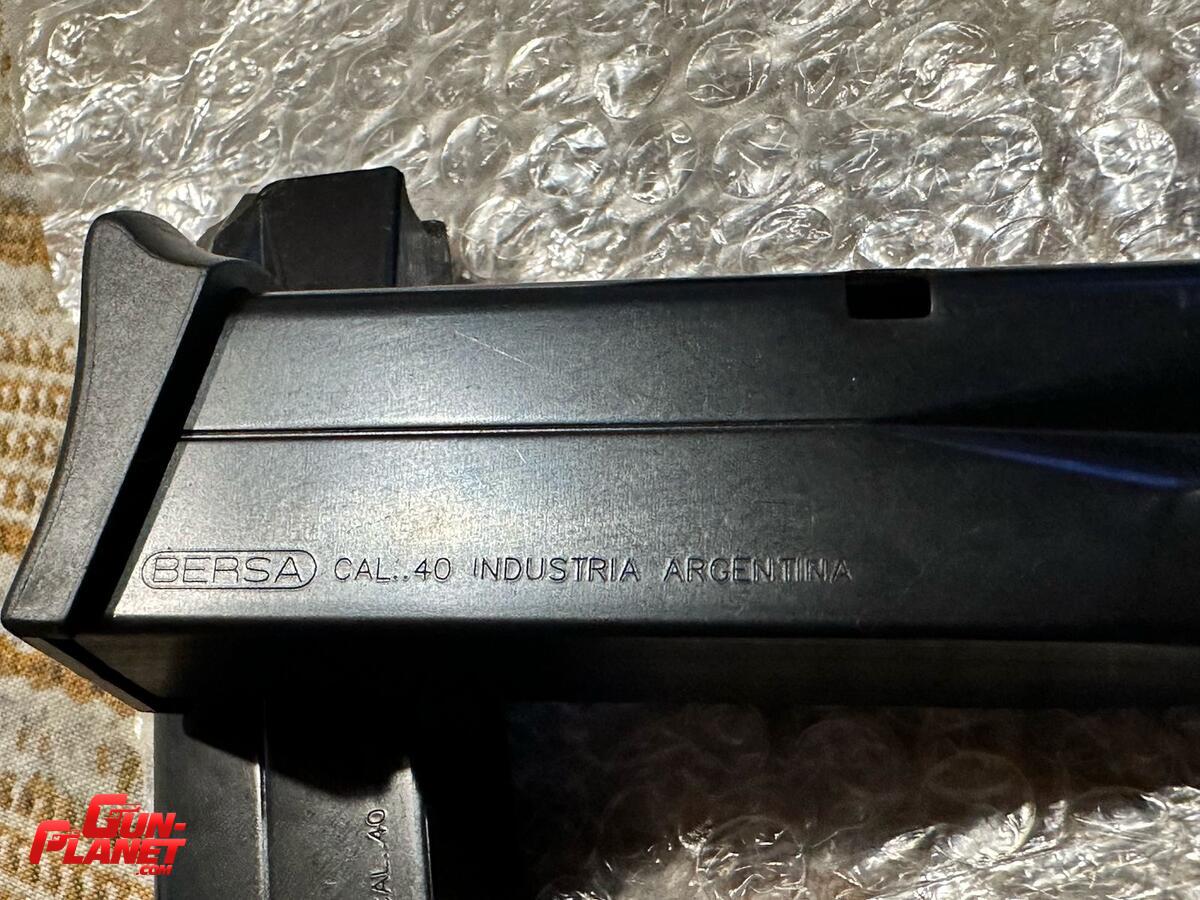 BERSA CAL..40 INDUSTRIA ARGENTINA
CAL..40
GUN-
PLANET
.COM